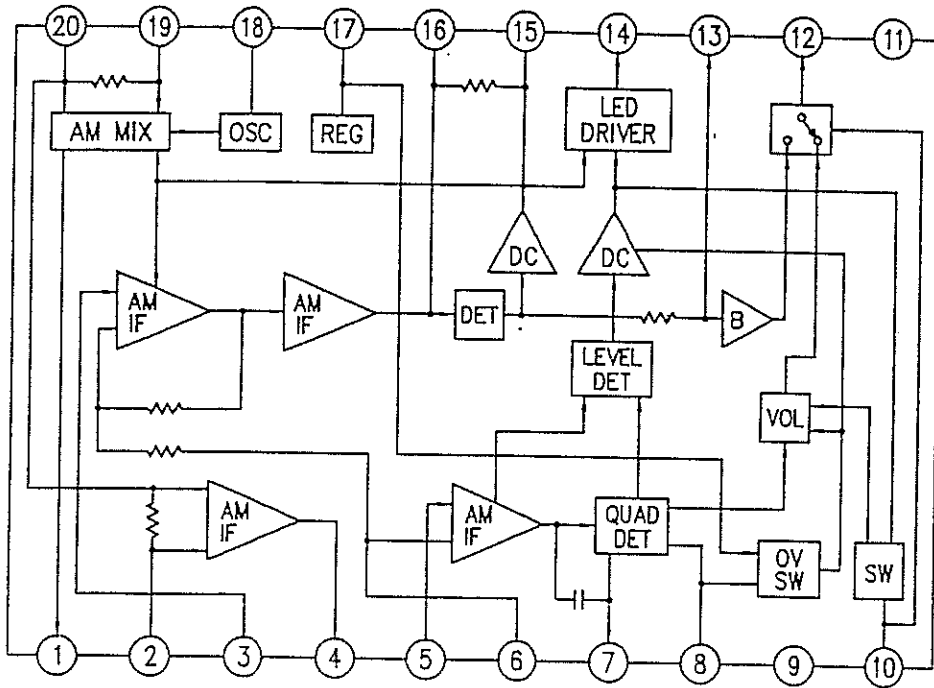 20 19 18 17 16 15 14 13 12 11
AM MIX
OSC
REG
LED
DRIVER
DC
DC
AM
IF
AM
IF
DET
B
LEVEL
DET
VOL
AM
IF
AM
IF
QUAD
DET
OV
SW
SW
1 2 3 4 5 6 7 8 9 10